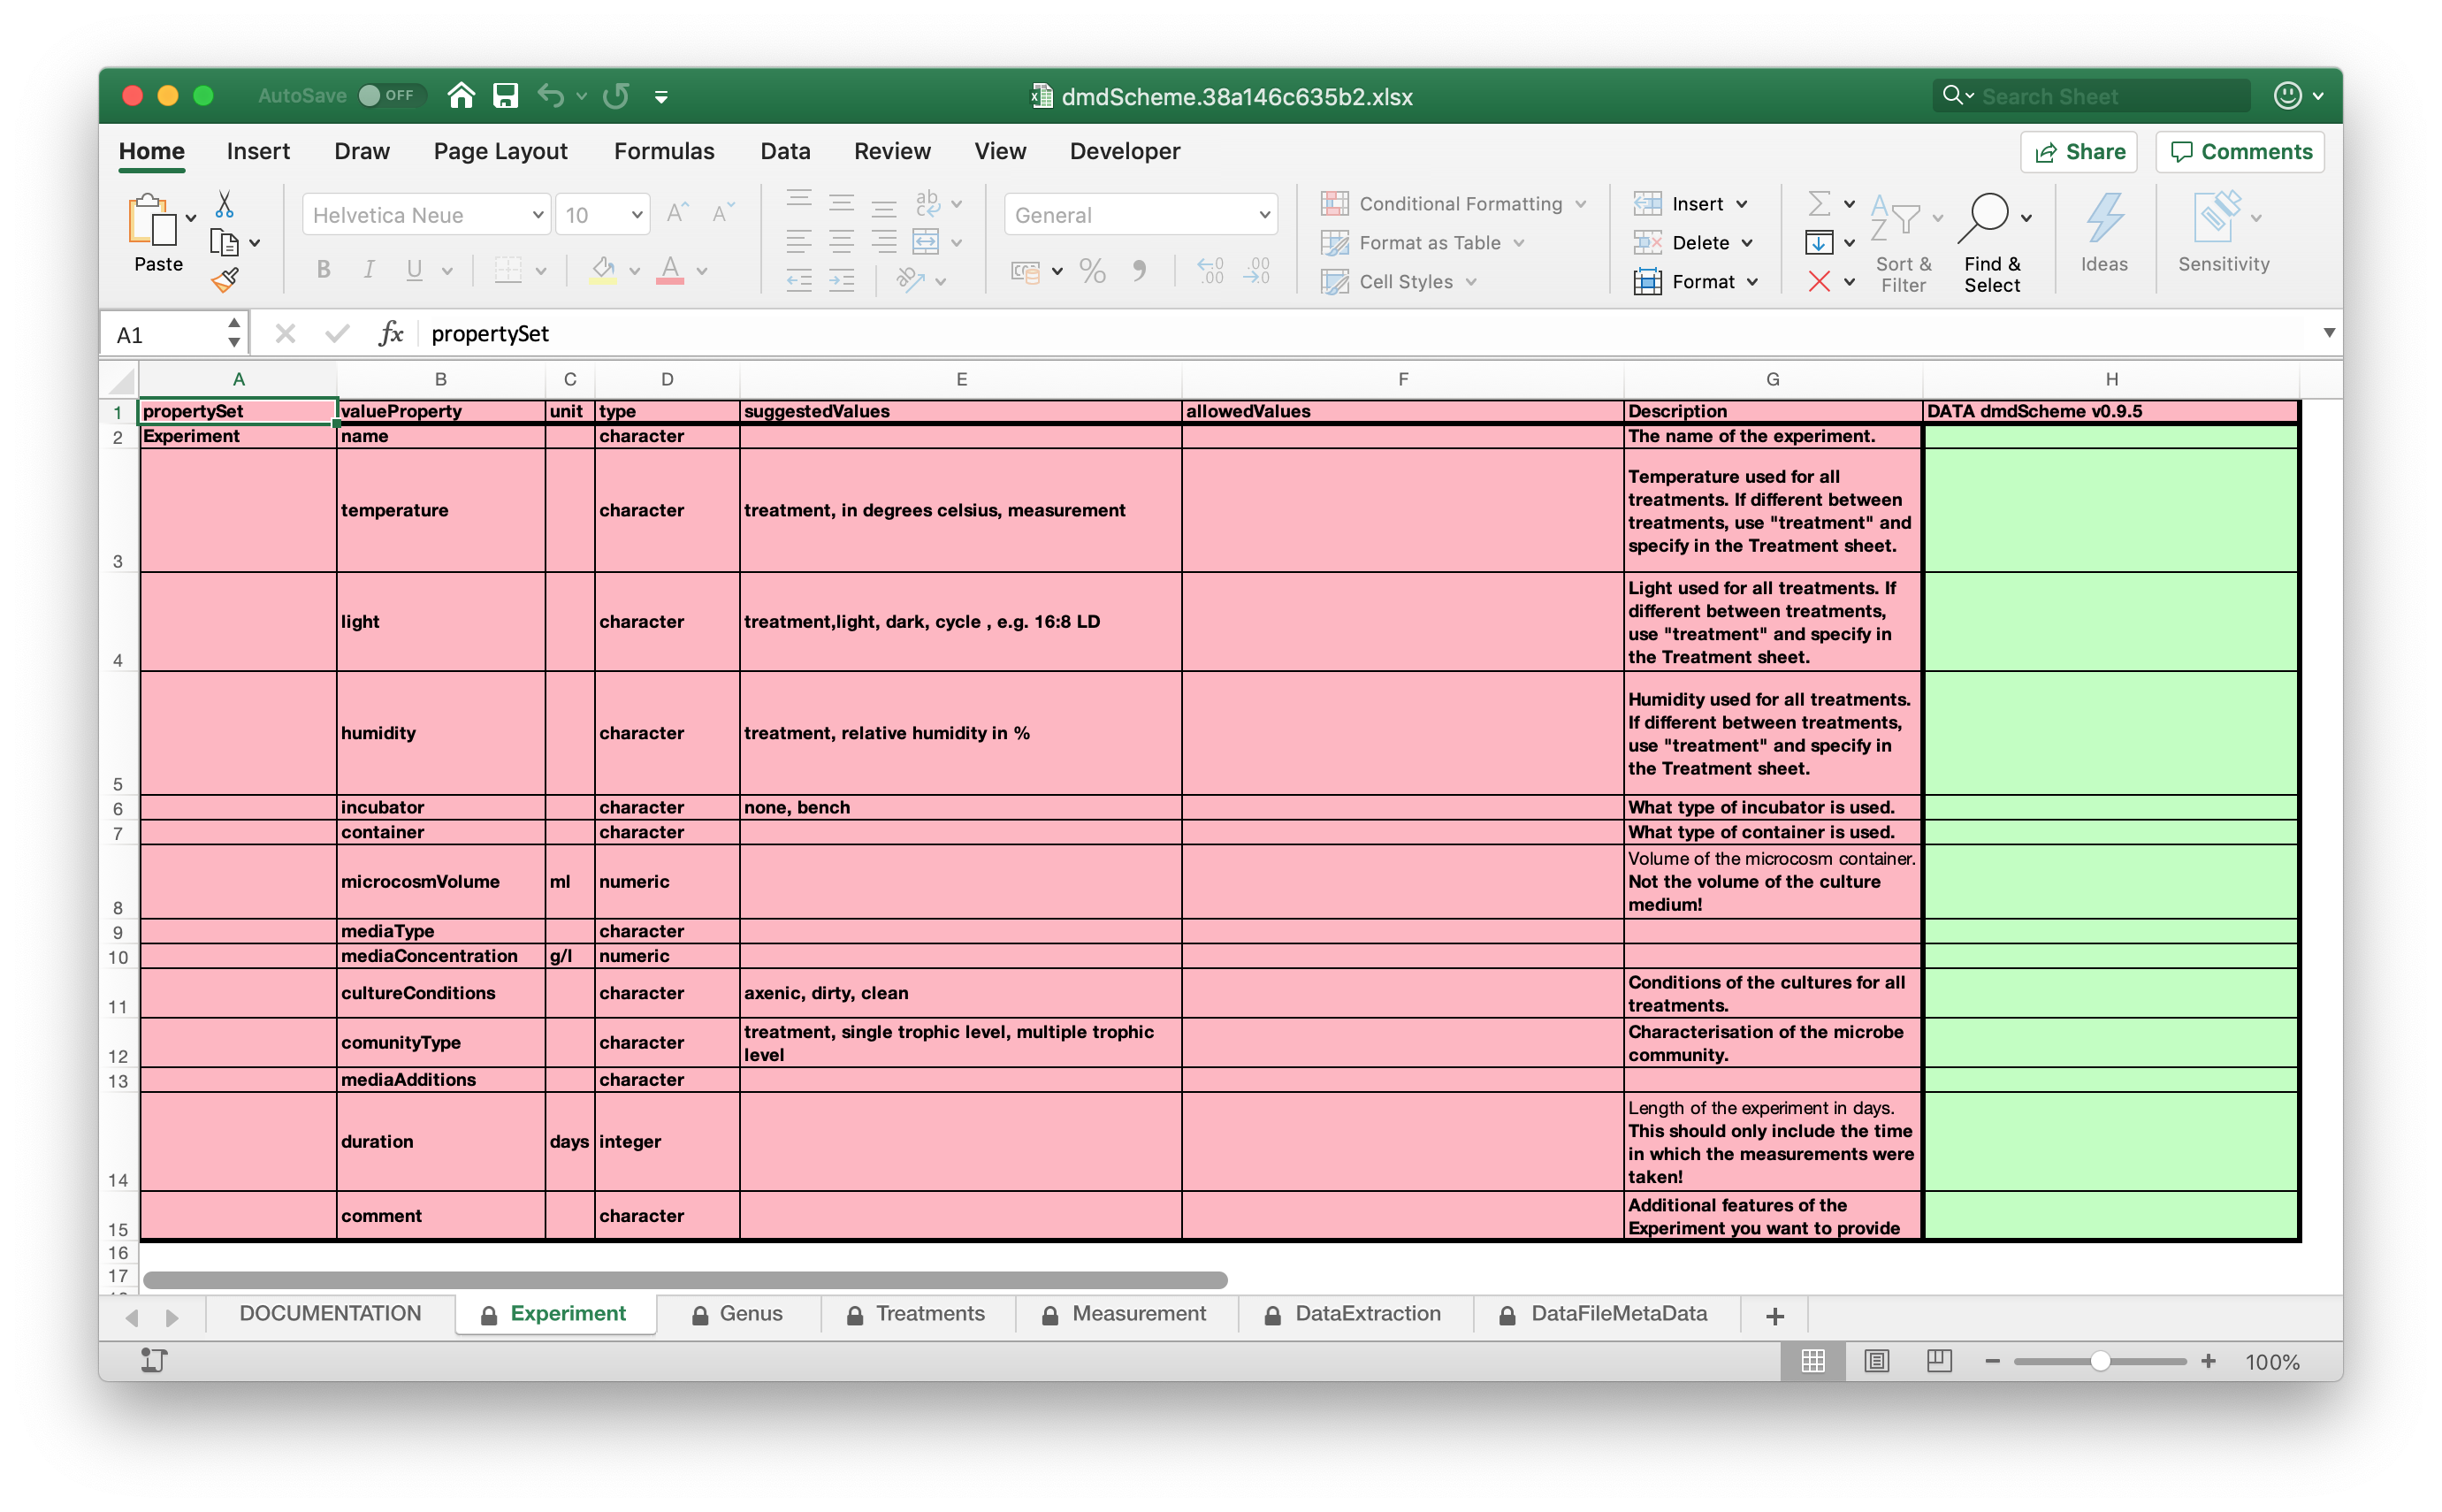 AutoSave OFF dmdScheme.38a146c635b2.xlsx Search Sheet
Home Insert Draw Page Layout Formulas Data Review View Developer Share Comments
Paste
Helvetica Neue 10
B I U A
ab
General
% .0 .00
Conditional Formatting
Format as Table
Cell Styles
Insert
Delete
Format
Sort &
Filter
Find &
Select
Ideas
Sensitivity
A1 fx propertySet
A B C D E F G H
1 propertySet valueProperty unit type suggestedValues allowedValues Description DATA dmdScheme v0.9.5
2 Experiment name character The name of the experiment.
3 temperature character treatment, in degrees celsius, measurement Temperature used for all
treatments. If different between
treatments, use "treatment" and
specify in the Treatment sheet.
4 light character treatment,light, dark, cycle , e.g. 16:8 LD Light used for all treatments. If
different between treatments,
use "treatment" and specify in
the Treatment sheet.
5 humidity character treatment, relative humidity in % Humidity used for all treatments.
If different between treatments,
use "treatment" and specify in
the Treatment sheet.
6 incubator character none, bench What type of incubator is used.
7 container character What type of container is used.
8 microcosmVolume ml numeric Volume of the microcosm container.
Not the volume of the culture
medium!
9 mediaType character
10 mediaConcentration g/l numeric
11 cultureConditions character axenic, dirty, clean Conditions of the cultures for all
treatments.
12 comunityType character treatment, single trophic level, multiple trophic
level Characterisation of the microbe
community.
13 mediaAdditions character
14 duration days integer Length of the experiment in days.
This should only include the time
in which the measurements were
taken!
15 comment character Additional features of the
Experiment you want to provide
16
17
DOCUMENTATION Experiment Genus Treatments Measurement DataExtraction DataFileMetaData +
100%